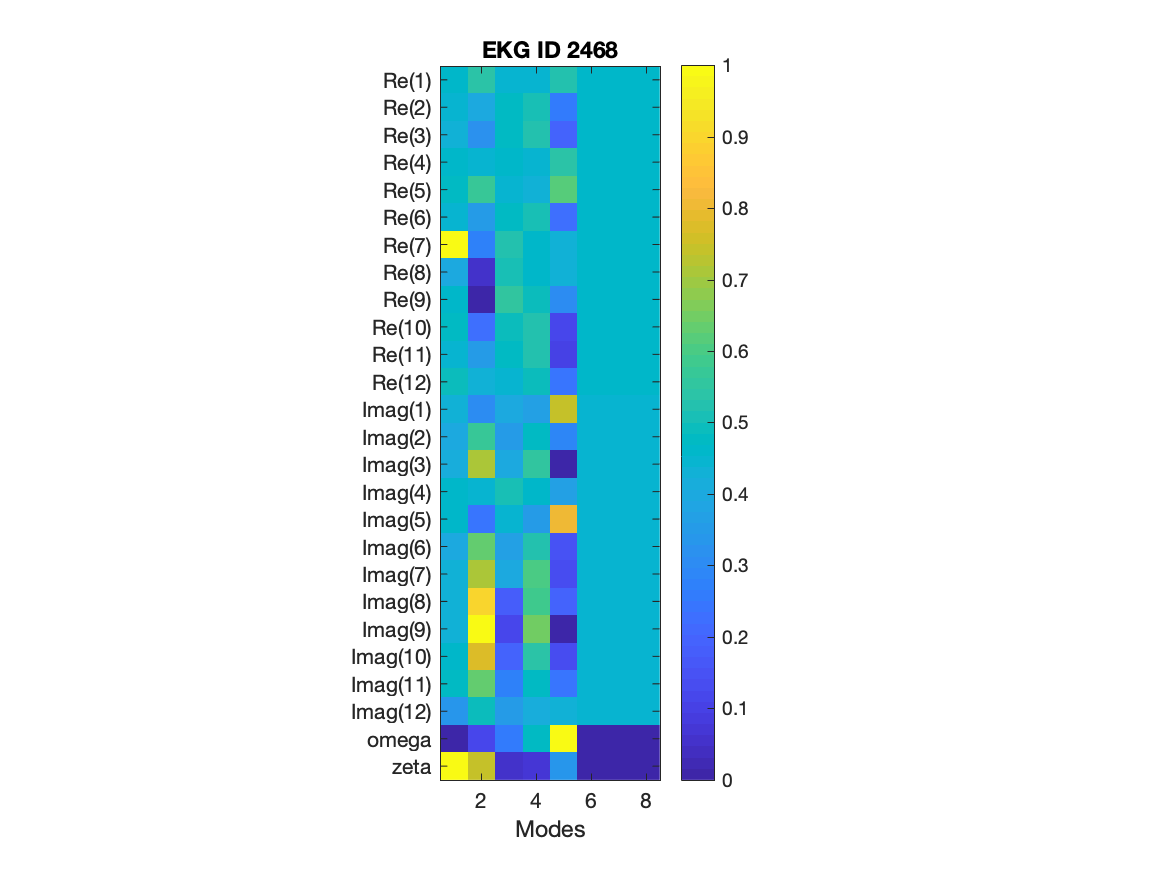 EKG ID 2468
Re(1)
Re(2)
Re(3)
Re(4)
Re(5)
Re(6)
Re(7)
Re(8)
Re(9)
Re(10)
Re(11)
Re(12)
Imag(1)
Imag(2)
Imag(3)
Imag(4)
Imag(5)
Imag(6)
Imag(7)
Imag(8)
Imag(9)
Imag(10)
Imag(11)
Imag(12)
omega
zeta
2 4 6 8
Modes
1
0.9
0.8
0.7
0.6
0.5
0.4
0.3
0.2
0.1
0